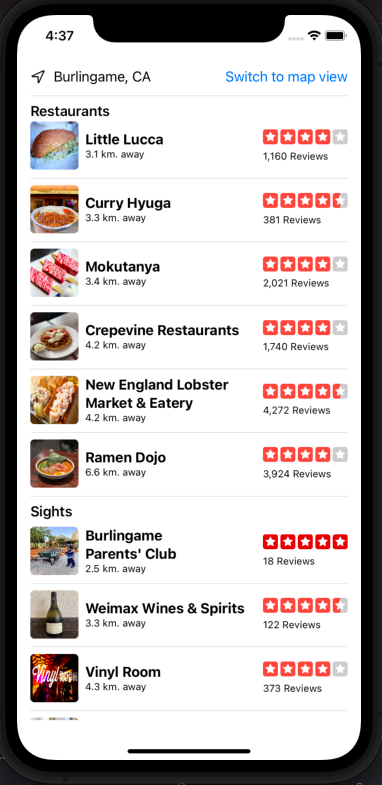 4:37
Burlingame, CA
Switch to map view
Restaurants
Little Lucca
3.1 km. away
1,160 Reviews
Curry Hyuga
3.3 km. away
381 Reviews
Mokutanya
3.4 km. away
2,021 Reviews
Crepevine Restaurants
4.2 km. away
1,740 Reviews
New England Lobster
Market & Eatery
4.2 km. away
4,272 Reviews
Ramen Dojo
6.6 km. away
3,924 Reviews
Sights
Burlingame
Parents' Club
2.5 km. away
18 Reviews
Weimax Wines & Spirits
3.3 km. away
122 Reviews
Vinyl Room
4.3 km. away
373 Reviews
Vinyl